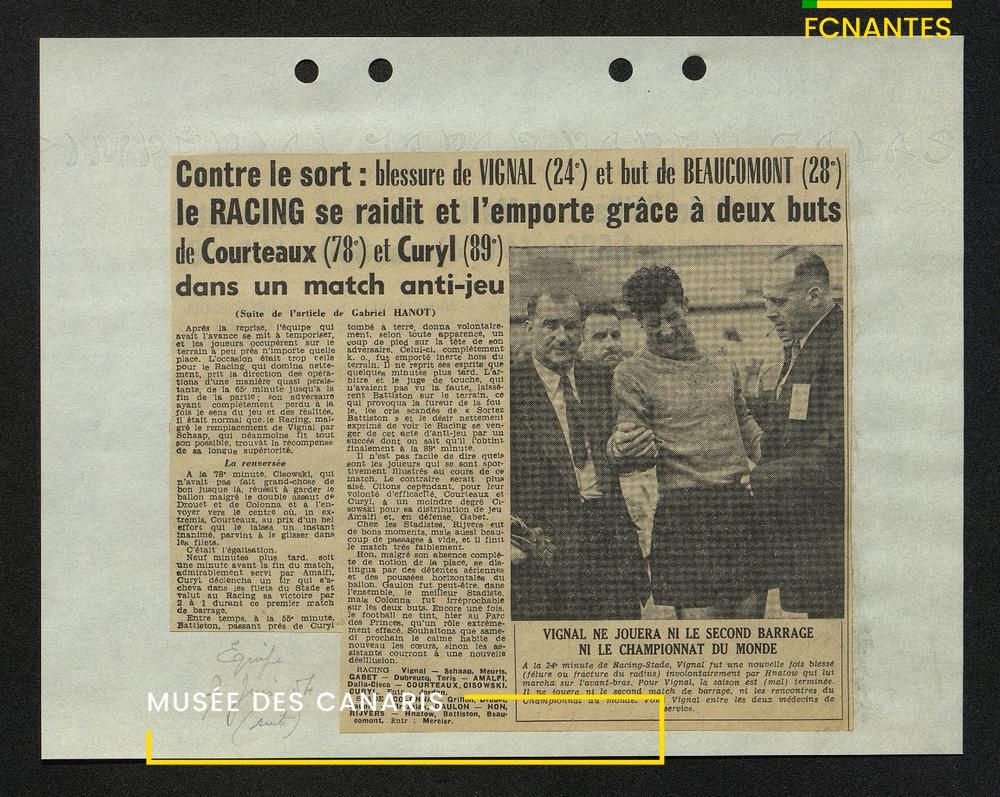 FCNANTES
Contre le sort : blessure de VIGNAL (24e) et but de BEAUCOMONT (28e)
le RACING se raidit et l'emporte grâce à deux buts
de Courteaux (78e) et Curyl (89e)
dans un match anti-jeu
(Suite de l'article de Gabriel HANOT)
Après la reprise, l'équipe qui
avait l'avance se mit à temporiser,
et les joueurs occupèrent sur le
terrain à peu près n'importe quelle
place. L'occasion était trop belle
pour le Racing, qui domina nette-
ment, prit la direction des opéra-
tions d'une manière quasi persis-
tante, de la 65e minute jusqu'à la
fin de la partie ; son adversaire
ayant complètement perdu à la
fois le sens du jeu et des réalités,
il était normal que le Racing, mal-
gré le remplacement de Vignal par
Schaap, qui néanmoins fit tout
son possible, trouvât la récompense
de sa longue supériorité.
La renversée
A la 78e minute, Cisowski, qui
n'avait pas fait grand-chose de
bon jusque là, réussit à garder le
ballon malgré le double assaut de
Drouet et de Colonna et à l'en-
voyer vers le centre où, in ex-
tremis, Courteaux, au prix d'un bel
effort qui le laissa un instant
inanimé, parvint à le glisser dans
les filets.
C'était l'égalisation.
Neuf minutes plus tard, soit
une minute avant la fin du match,
admirablement servi par Amalfi,
Curyl déclencha un tir qui s'a-
cheva dans les filets du Stade et
valut au Racing sa victoire par
2 à 1 durant ce premier match
de barrage.
Entre temps, à la 55e minute,
Battiston, passant près de Curyl
tombé à terre, donna volontaire-
ment, selon toute apparence, un
coup de pied sur la tête de son
adversaire. Celui-ci, complètement
k. o., fut emporté inerte hors du
terrain. Il ne reprit ses esprits que
quelques minutes plus tard. L'ar-
bitre et le juge de touche, qui
n'avaient pas vu la faute, laissè-
rent Battiston sur le terrain, ce
qui provoqua la fureur de la fou-
le, les cris scandés de « Sortez
Battiston » et le désir nettement
exprimé de voir le Racing se ven-
ger de cet acte d'anti-jeu par un
succès dont on sait qu'il l'obtint
finalement à la 89e minute.
Il n'est pas facile de dire quels
sont les joueurs qui se sont spor-
tivement illustrés au cours de ce
match. Le contraire serait plus
aisé. Citons cependant, pour leur
volonté d'efficacité, Courteaux et
Curyl, à un moindre degré Ci-
sowski pour sa distribution de jeu
Amalfi et, en défense, Gabet.
Chez les Stadistes, Rijvers eut
de bons moments, mais aussi beau-
coup de passages à vide, et il finit
le match très faiblement.
Hon, malgré son absence complè-
te de notion de la place, se dis-
tingua par des détentes aériennes
et des poussées horizontales du
ballon. Gaulon fut peut-être, dans
l'ensemble, le meilleur Stadiste,
mais Colonna fut irréprochable
sur les deux buts. Encore une fois,
le football ne tint, hier au Parc
des Princes, qu'un rôle extrême-
ment effacé. Souhaitons que same-
di prochain le calme habite de
nouveau les cœurs, sinon les as-
sistants courront à une nouvelle
désillusion.
RACING Vignal — Schaap, Meuris,
GABET — Dubreucq, Toris — AMALFI,
Dalla-Cieca — COURTEAUX, CISOWSKI,
CURYL
COLONNA Grillon, Drouet
GAULON — HON,
RIJVERS — Hnatow, Battiston, Beau-
comont. Entr : Mercier.
VIGNAL NE JOUERA NI LE SECOND BARRAGE
NI LE CHAMPIONNAT DU MONDE
A la 24e minute de Racing-Stade, Vignal fut une nouvelle fois blessé
(fêlure ou fracture du radius) involontairement par Hnatow qui lui
marcha sur l'avant-bras. Pour Vignal, la saison est (mal) terminée.
Il ne jouera ni le second match de barrage, ni les rencontres du
Championnat du monde. Voici Vignal entre les deux médecins de
service.
Equipe
(suite)
MUSÉE DES CANARIS